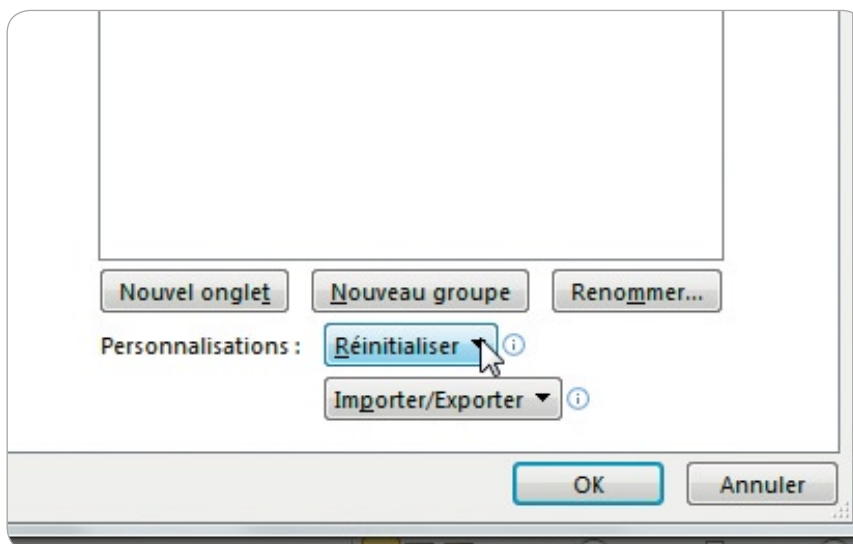 Nouvel onglet Nouveau groupe Renommer...
Personnalisations : Réinitialiser
Importer/Exporter
OK Annuler